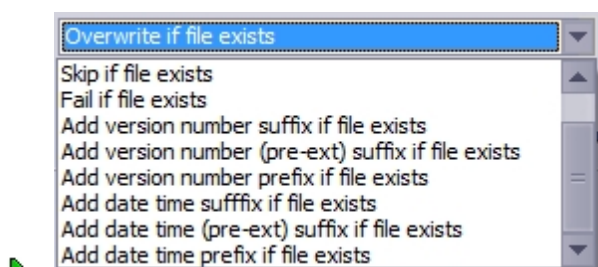 Overwrite if file exists
Skip if file exists
Fail if file exists
Add version number suffix if file exists
Add version number (pre-ext) suffix if file exists
Add version number prefix if file exists
Add date time sufffix if file exists
Add date time (pre-ext) suffix if file exists
Add date time prefix if file exists